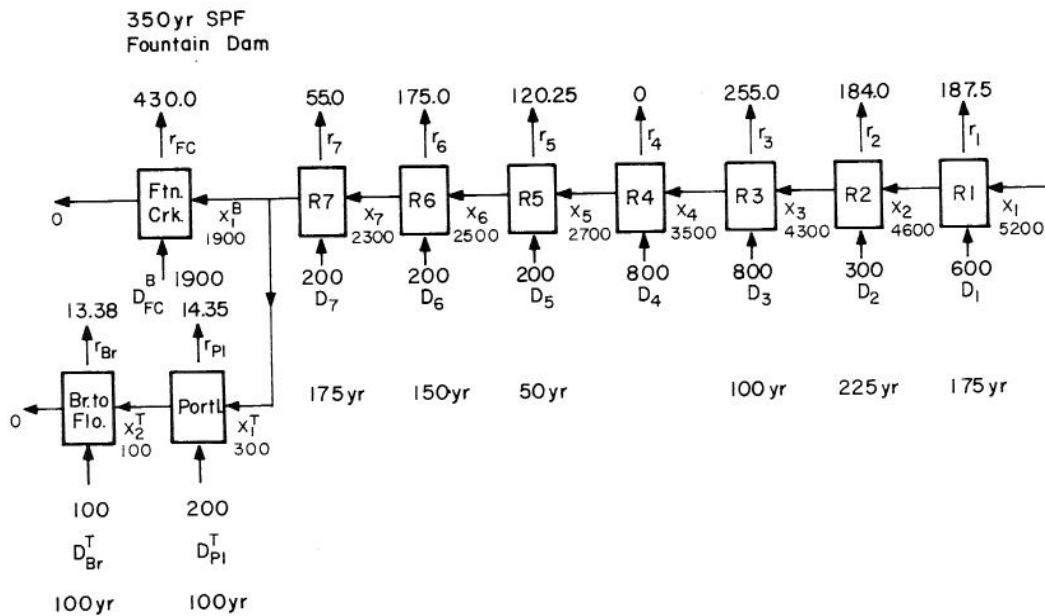 350yr SPF
Fountain Dam
430.0 55.0 175.0 120.25 0 255.0 184.0 187.5
r_FC r_7 r_6 r_5 r_4 r_3 r_2 r_1
Ftn. Crk. R7 R6 R5 R4 R3 R2 R1
0 X_1^B 1900 X_7 2300 X_6 2500 X_5 2700 X_4 3500 X_3 4300 X_2 4600 X_1 5200
1900 200 200 200 800 800 300 600
D_FC^B D_7 D_6 D_5 D_4 D_3 D_2 D_1
13.38 14.35
r_Br r_Pl
175yr 150yr 50yr 100yr 225yr 175yr
Br. to Flo. Portl.
0 X_2^T 100 X_1^T 300
100 200
D_Br^T D_Pl^T
100yr 100yr